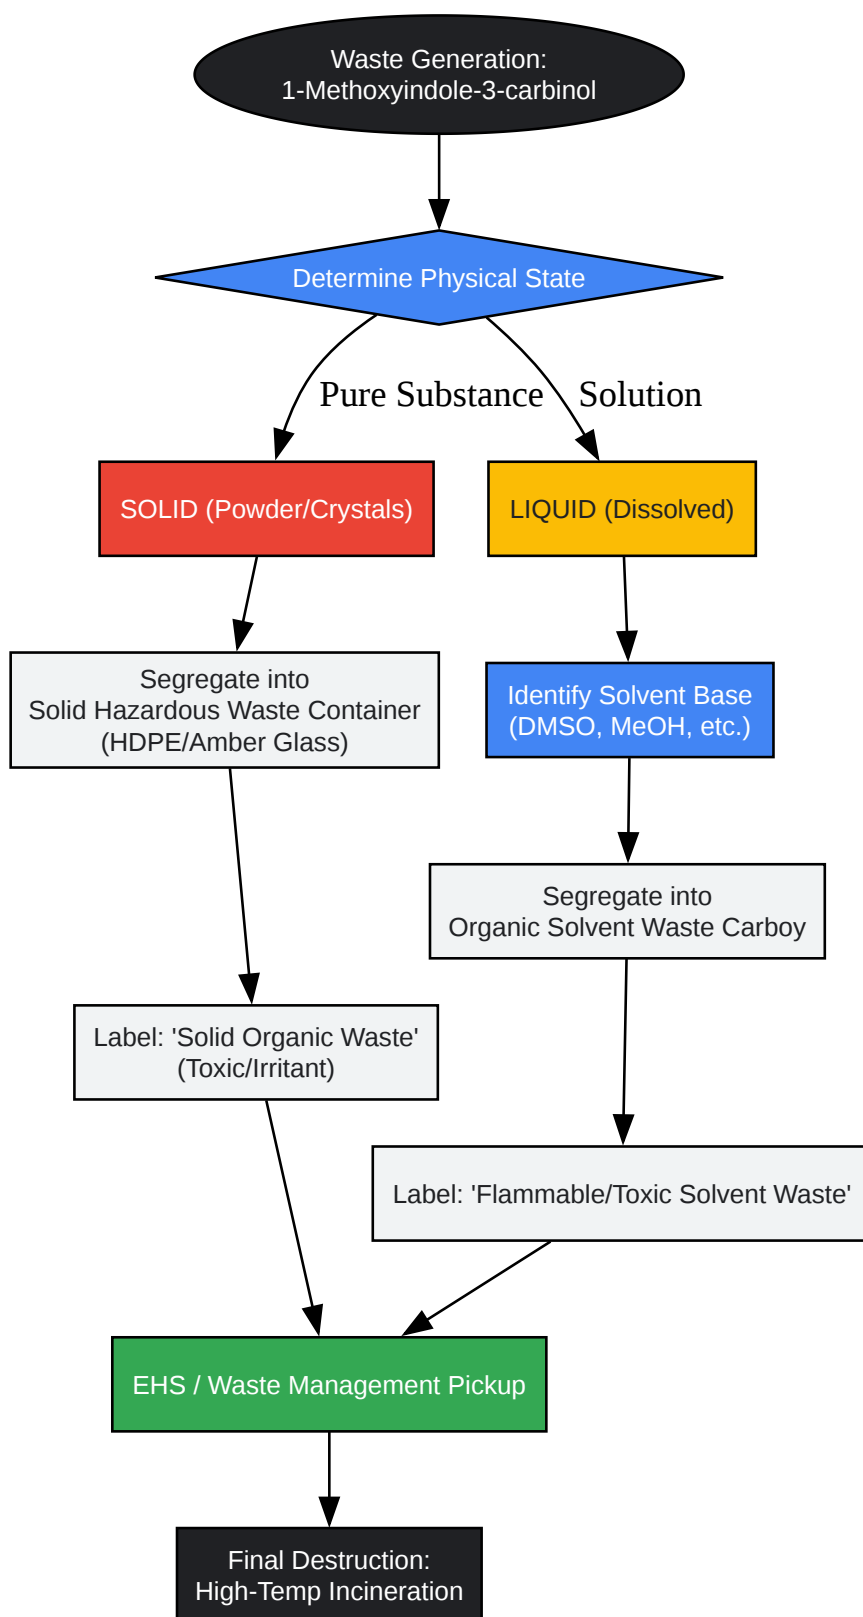 Waste Generation:
1-Methoxyindole-3-carbinol
Determine Physical State
Pure Substance
Solution
SOLID (Powder/Crystals)
LIQUID (Dissolved)
Segregate into
Solid Hazardous Waste Container
(HDPE/Amber Glass)
Identify Solvent Base
(DMSO, MeOH, etc.)
Segregate into
Organic Solvent Waste Carboy
Label: 'Solid Organic Waste'
(Toxic/Irritant)
Label: 'Flammable/Toxic Solvent Waste'
EHS / Waste Management Pickup
Final Destruction:
High-Temp Incineration